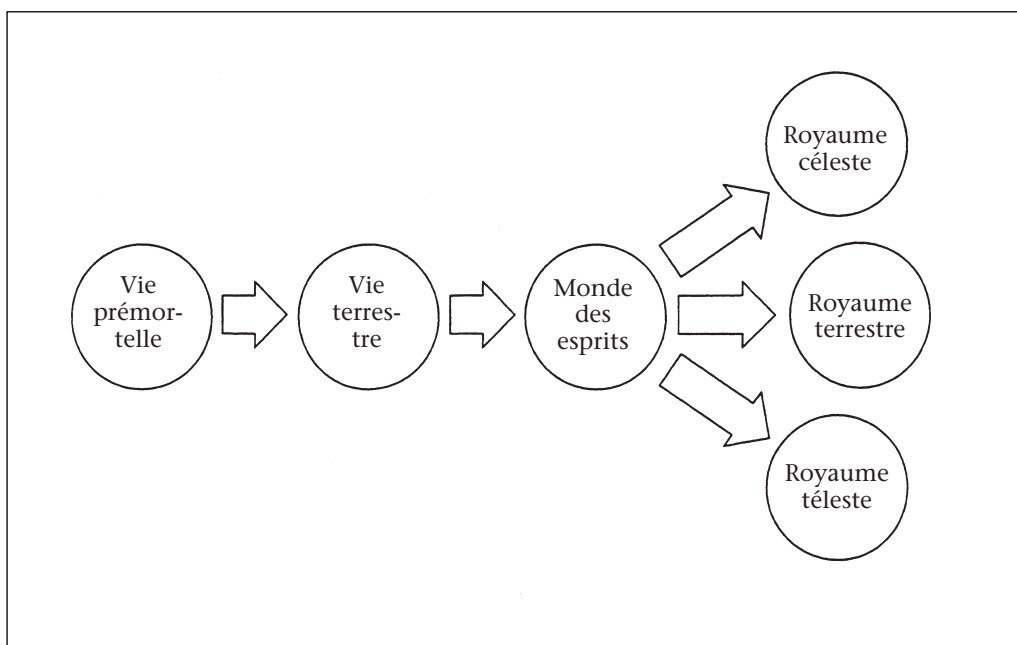 Vie
prémor-
telle
Vie
terres-
tre
Monde
des
esprits
Royaume
céleste
Royaume
terrestre
Royaume
téleste